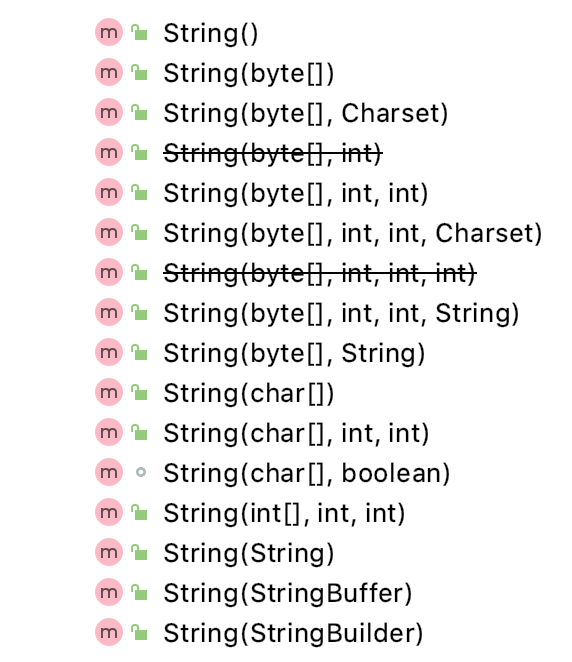 m String()
m String(byte[])
m String(byte[], Charset)
m String(byte[], int)
m String(byte[], int, int)
m String(byte[], int, int, Charset)
m String(byte[], int, int, int)
m String(byte[], int, int, String)
m String(byte[], String)
m String(char[])
m String(char[], int, int)
m String(char[], boolean)
m String(int[], int, int)
m String(String)
m String(StringBuffer)
m String(StringBuilder)